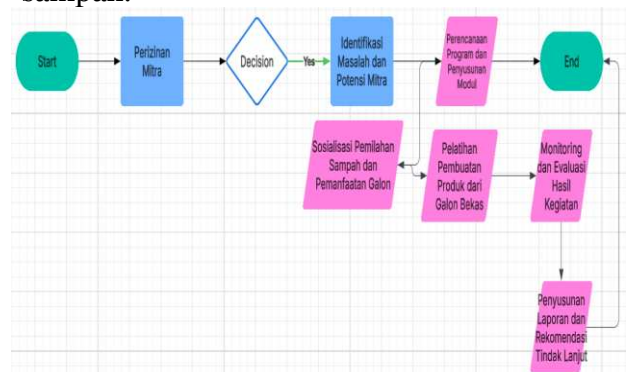 sampah.
Start
Perizinan
Mitra
Decision
Yes
Identifikasi
Masalah dan
Potensi Mitra
Perencanaan
Program dan
Penyusunan
Modul
End
Sosialisasi Pemilahan
Sampah dan
Pemanfaatan Galon
Pelatihan
Pembuatan
Produk dari
Galon Bekas
Monitoring
dan Evaluasi
Hasil
Kegiatan
Penyusunan
Laporan dan
Rekomendasi
Tindak Lanjut